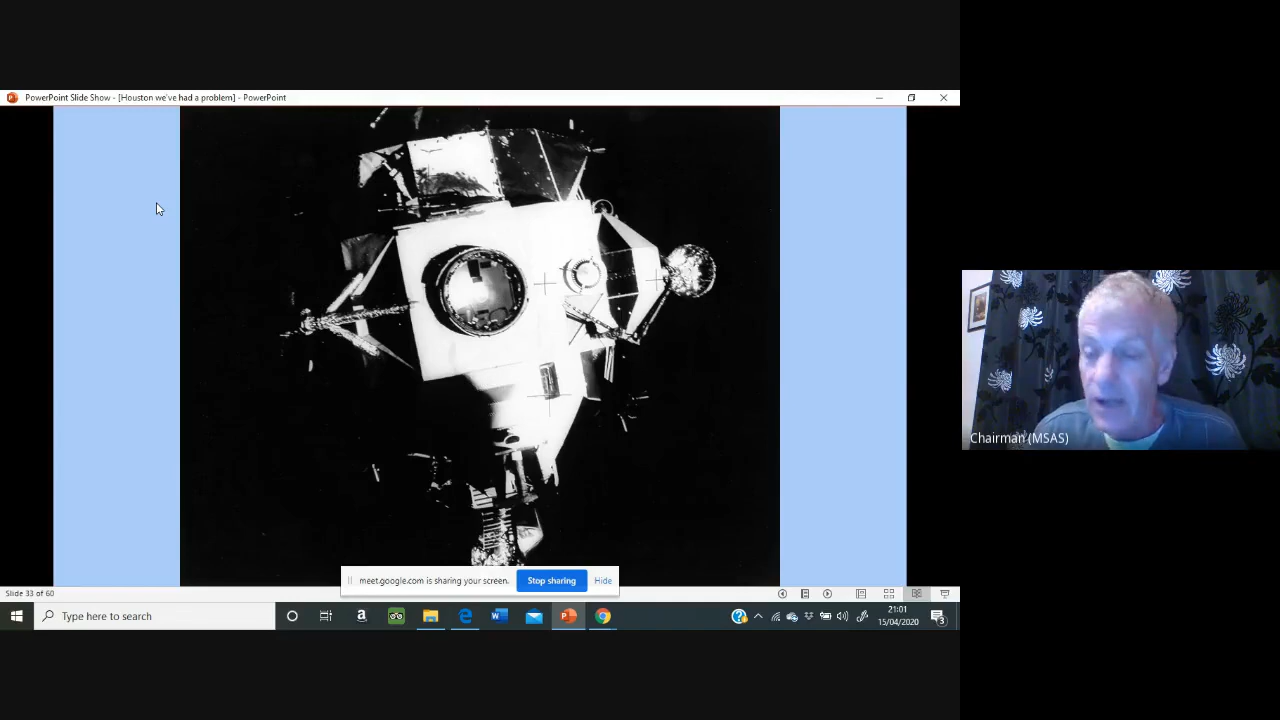 PowerPoint Slide Show - [Houston we've had a problem] - PowerPoint
Chairman (MSAS)
meet.google.com is sharing your screen.
Stop sharing
Hide
Slide 33 of 60
Type here to search
21:01
15/04/2020
3